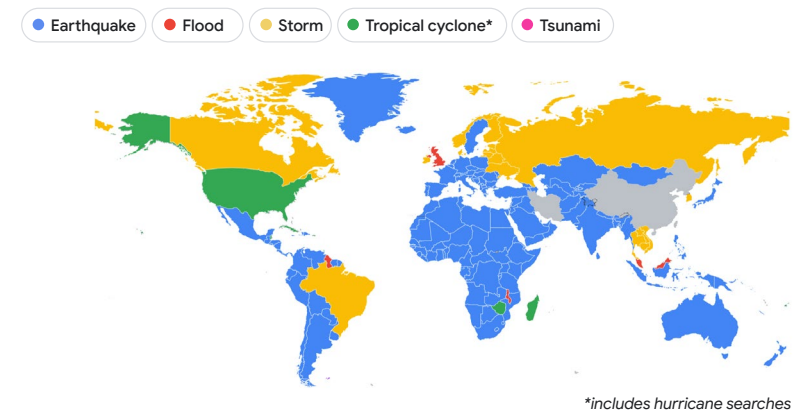 Earthquake Flood Storm Tropical cyclone* Tsunami
*includes hurricane searches